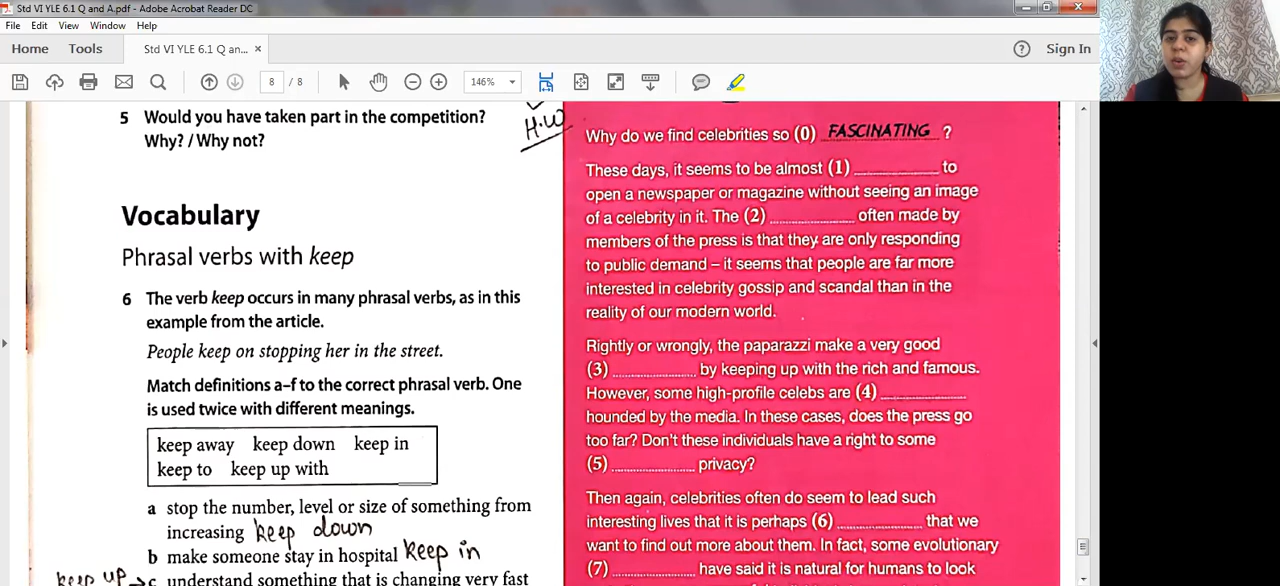 Std VI YLE 6.1 Q and A.pdf - Adobe Acrobat Reader DC
File Edit View Window Help
Home Tools Std VI YLE 6.1 Q an... × ? Sign In
8 / 8 146%
5 Would you have taken part in the competition?
Why? / Why not?
H.W
Vocabulary
Phrasal verbs with keep
6 The verb keep occurs in many phrasal verbs, as in this
example from the article.
People keep on stopping her in the street.
Match definitions a–f to the correct phrasal verb. One
is used twice with different meanings.
keep away keep down keep in
keep to keep up with
a stop the number, level or size of something from
increasing keep down
b make someone stay in hospital keep in
keep up → c understand something that is changing very fast
Why do we find celebrities so (0) FASCINATING ?
These days, it seems to be almost (1) ............... to
open a newspaper or magazine without seeing an image
of a celebrity in it. The (2) ............... often made by
members of the press is that they are only responding
to public demand – it seems that people are far more
interested in celebrity gossip and scandal than in the
reality of our modern world.
Rightly or wrongly, the paparazzi make a very good
(3) ............... by keeping up with the rich and famous.
However, some high-profile celebs are (4) ...............
hounded by the media. In these cases, does the press go
too far? Don't these individuals have a right to some
(5) ............... privacy?
Then again, celebrities often do seem to lead such
interesting lives that it is perhaps (6) ............... that we
want to find out more about them. In fact, some evolutionary
(7) ............... have said it is natural for humans to look